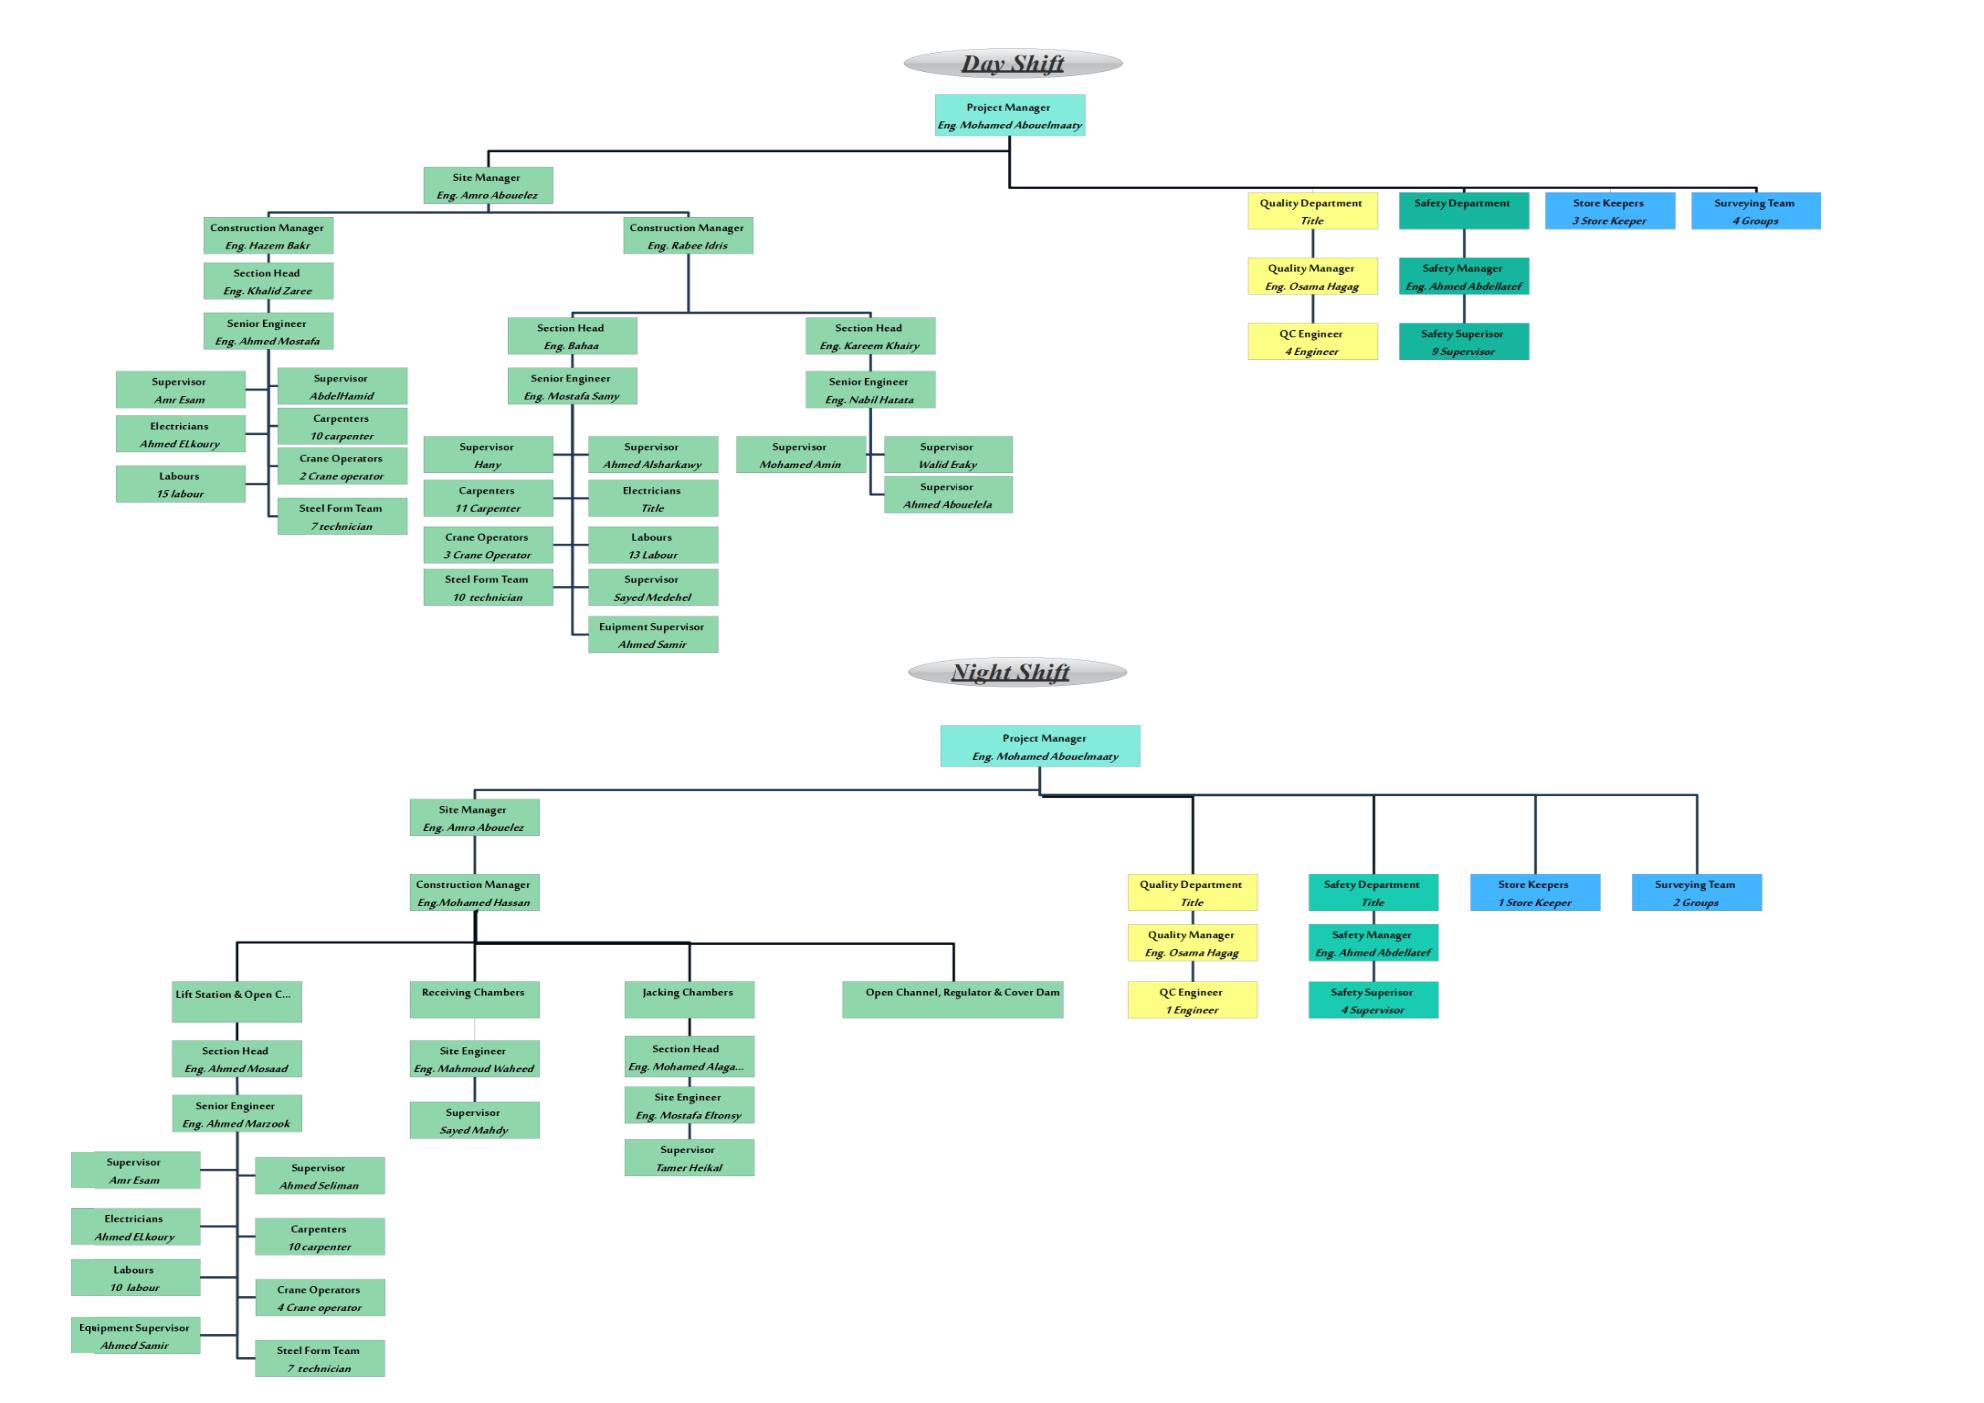 Day Shift
Project Manager
Eng. Mohamed Abouelmaaty
Site Manager
Eng. Amro Abouelez
Quality Department
Title
Safety Department
Store Keepers
3 Store Keeper
Surveying Team
4 Groups
Construction Manager
Eng. Hazem Bakr
Construction Manager
Eng. Rabee Idris
Section Head
Eng. Khalid Zaree
Quality Manager
Eng. Osama Hagag
Safety Manager
Eng. Ahmed Abdellatef
Senior Engineer
Eng. Ahmed Mostafa
Section Head
Eng. Bahaa
Section Head
Eng. Kareem Khairy
QC Engineer
4 Engineer
Safety Superisor
9 Supervisor
Supervisor
Amr Esam
Supervisor
AbdelHamid
Senior Engineer
Eng. Mostafa Samy
Senior Engineer
Eng. Nabil Hatata
Electricians
Ahmed ELkoury
Carpenters
10 carpenter
Labours
15 labour
Crane Operators
2 Crane operator
Steel Form Team
7 technician
Supervisor
Hany
Supervisor
Ahmed Alsharkawy
Supervisor
Mohamed Amin
Supervisor
Walid Eraky
Carpenters
11 Carpenter
Electricians
Title
Supervisor
Ahmed Abouelela
Crane Operators
3 Crane Operator
Labours
13 Labour
Steel Form Team
10 technician
Supervisor
Sayed Medehel
Euipment Supervisor
Ahmed Samir
Night Shift
Project Manager
Eng. Mohamed Abouelmaaty
Site Manager
Eng. Amro Abouelez
Construction Manager
Eng.Mohamed Hassan
Quality Department
Title
Safety Department
Title
Store Keepers
1 Store Keeper
Surveying Team
2 Groups
Quality Manager
Eng. Osama Hagag
Safety Manager
Eng. Ahmed Abdellatef
Lift Station & Open C...
Receiving Chambers
Jacking Chambers
Open Channel, Regulator & Cover Dam
QC Engineer
1 Engineer
Safety Superisor
4 Supervisor
Section Head
Eng. Ahmed Mosaad
Site Engineer
Eng. Mahmoud Waheed
Section Head
Eng. Mohamed Alaga...
Senior Engineer
Eng. Ahmed Marzook
Supervisor
Sayed Mahdy
Site Engineer
Eng. Mostafa Eltonsy
Supervisor
Tamer Heikal
Supervisor
Amr Esam
Supervisor
Ahmed Seliman
Electricians
Ahmed ELkoury
Carpenters
10 carpenter
Labours
10 labour
Crane Operators
4 Crane operator
Equipment Supervisor
Ahmed Samir
Steel Form Team
7 technician